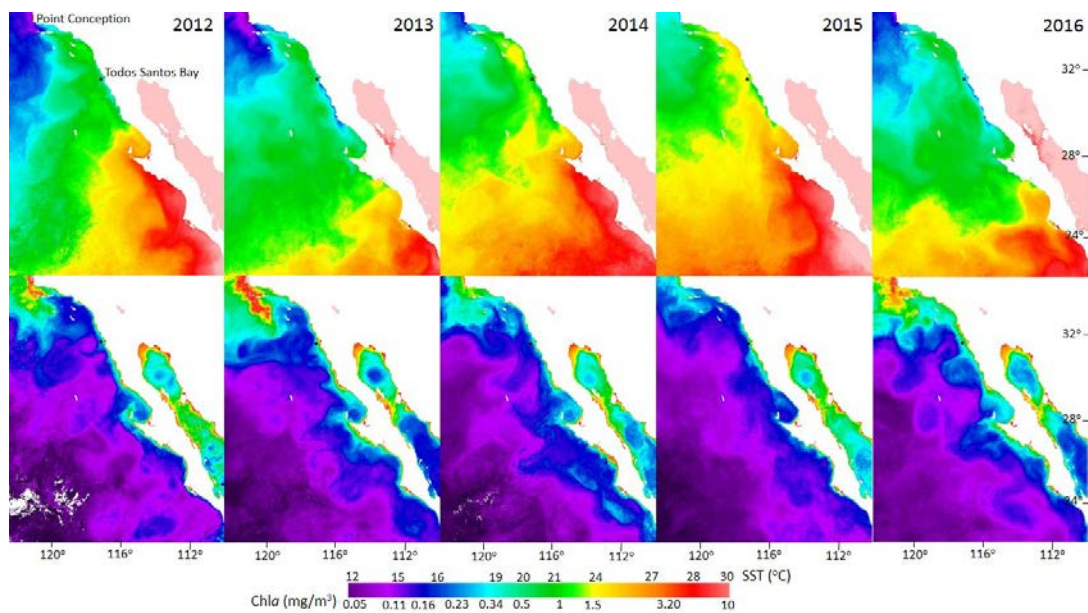 Point Conception 2012 2013 2014 2015 2016
Todos Santos Bay
32°
28°
24°
32°
28°
24°
120° 116° 112° 120° 116° 112° 120° 116° 112° 120° 116° 112° 120° 116° 112°
12 15 16 19 20 21 24 27 28 30 SST (°C)
Chla (mg/m³) 0.05 0.11 0.16 0.23 0.34 0.5 1 1.5 3.20 10